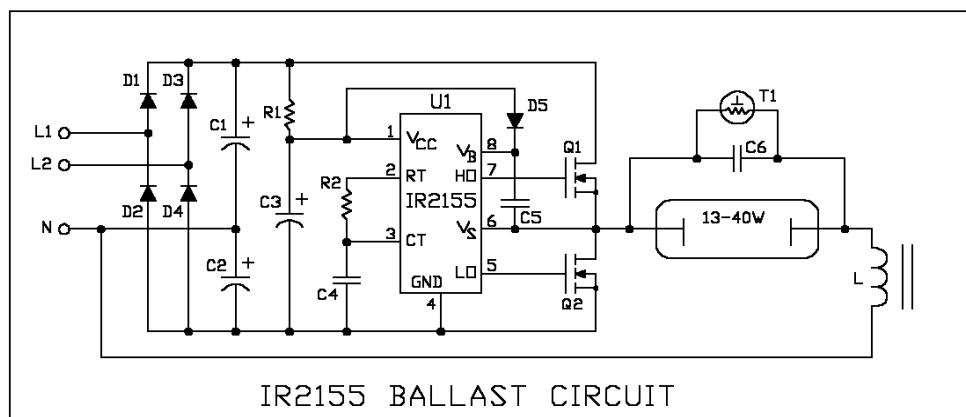 D1
D3
L1
L2
D2
D4
N
C1
+
C2
+
R1
C3
+
R2
C4
U1
1
VCC
2
RT
IR2155
3
CT
GND
4
VB
8
HO
7
VS
6
LO
5
D5
C5
Q1
Q2
T1
C6
13-40W
L
IR2155 BALLAST CIRCUIT